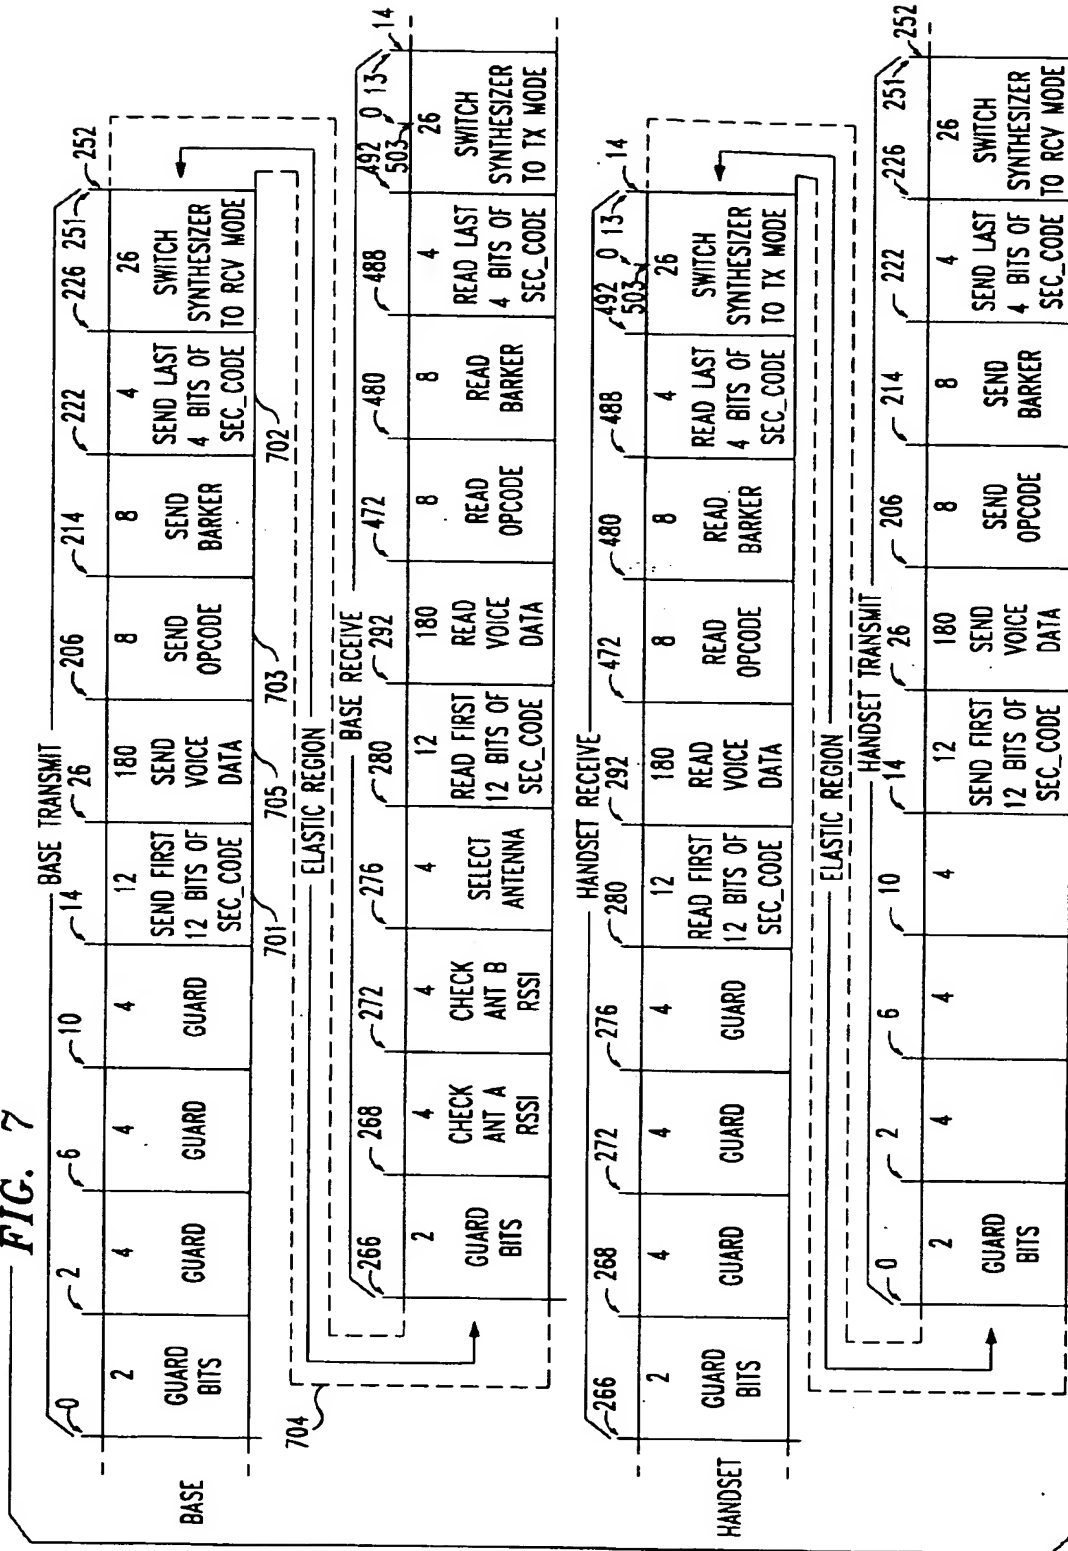 FIG. 7
BASE
BASE TRANSMIT
0 2 6 10 14 26 206 214 222 226 251 252
2 4 4 4 12 180 8 8 4 26
GUARD BITS
GUARD
GUARD
GUARD
SEND FIRST 12 BITS OF SEC_CODE
SEND VOICE DATA
SEND OPCODE
SEND BARKER
SEND LAST 4 BITS OF SEC_CODE
SWITCH SYNTHESIZER TO RCV MODE
701 705 703 702
ELASTIC REGION
704
BASE RECEIVE
266 268 272 276 280 292 472 480 488 492 503 0 13 14
2 4 4 4 12 180 8 8 4 26
GUARD BITS
CHECK ANT A RSSI
CHECK ANT B RSSI
SELECT ANTENNA
READ FIRST 12 BITS OF SEC_CODE
READ VOICE DATA
READ OPCODE
READ BARKER
READ LAST 4 BITS OF SEC_CODE
SWITCH SYNTHESIZER TO TX MODE
HANDSET
HANDSET RECEIVE
266 268 272 276 280 292 472 480 488 492 503 0 13 14
2 4 4 4 12 180 8 8 4 26
GUARD BITS
GUARD
GUARD
GUARD
READ FIRST 12 BITS OF SEC_CODE
READ VOICE DATA
READ OPCODE
READ BARKER
READ LAST 4 BITS OF SEC_CODE
SWITCH SYNTHESIZER TO TX MODE
ELASTIC REGION
HANDSET TRANSMIT
0 2 6 10 14 26 206 214 222 226 251 252
2 4 4 4 12 180 8 8 4 26
GUARD BITS
SEND FIRST 12 BITS OF SEC_CODE
SEND VOICE DATA
SEND OPCODE
SEND BARKER
SEND LAST 4 BITS OF SEC_CODE
SWITCH SYNTHESIZER TO RCV MODE